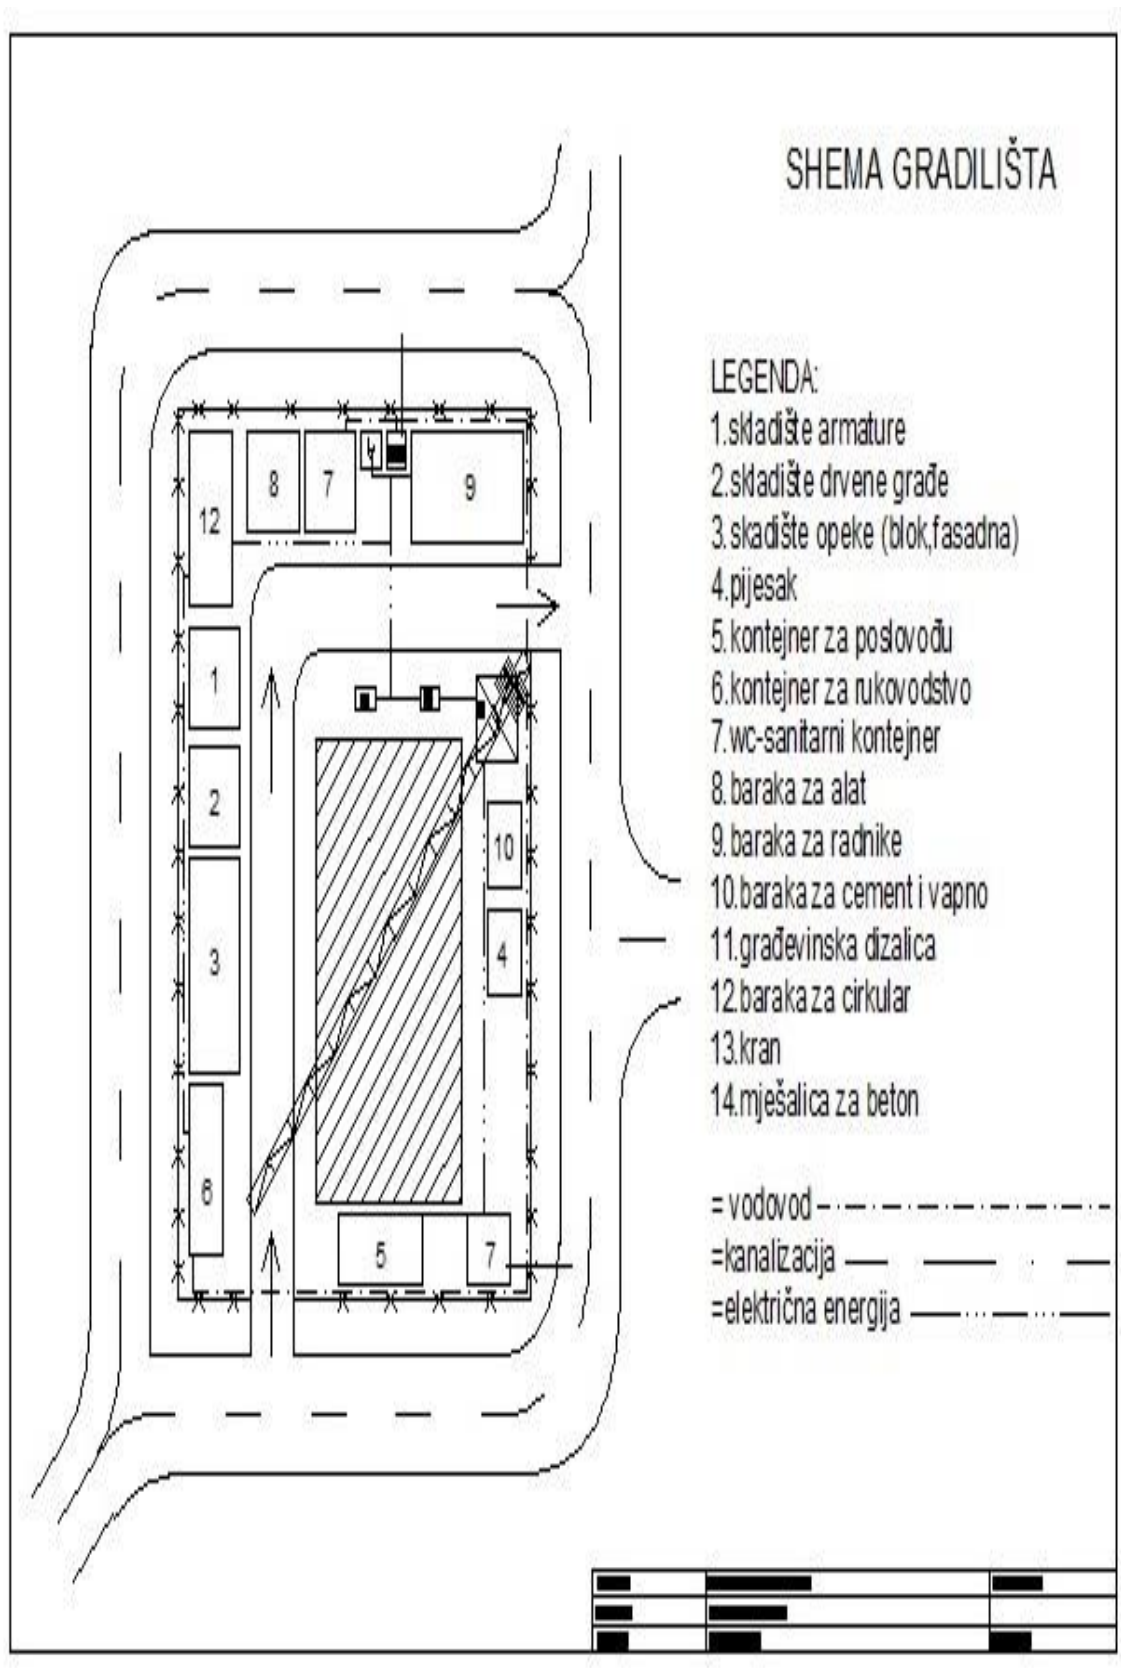 SHEMA GRADILIŠTA
LEGENDA:
1.skladište armature
2.skladište drvene građe
3.skadište opeke (blok,fasadna)
4.pijesak
5.kontejner za poslovođu
6.kontejner za rukovodstvo
7.wc-sanitarni kontejner
8.baraka za alat
9.baraka za radnike
10.baraka za cement i vapno
11.građevinska dizalica
12.baraka za cirkular
13.kran
14.mješalica za beton
= vodovod
=kanalizacija
=električna energija
12
8
7
9
1
2
3
6
10
4
5
7